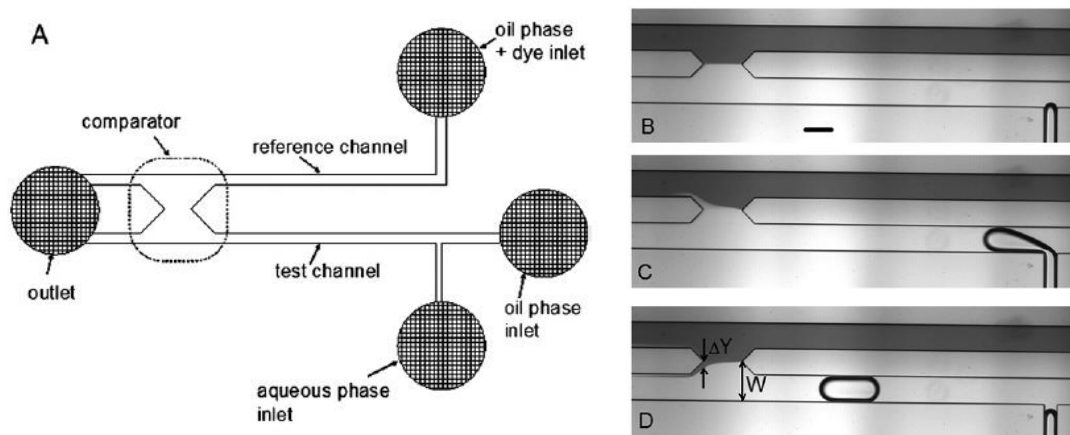 A
oil phase
+ dye inlet
comparator
reference channel
test channel
outlet
oil phase
inlet
aqueous phase
inlet
B
C
ΔY
W
D